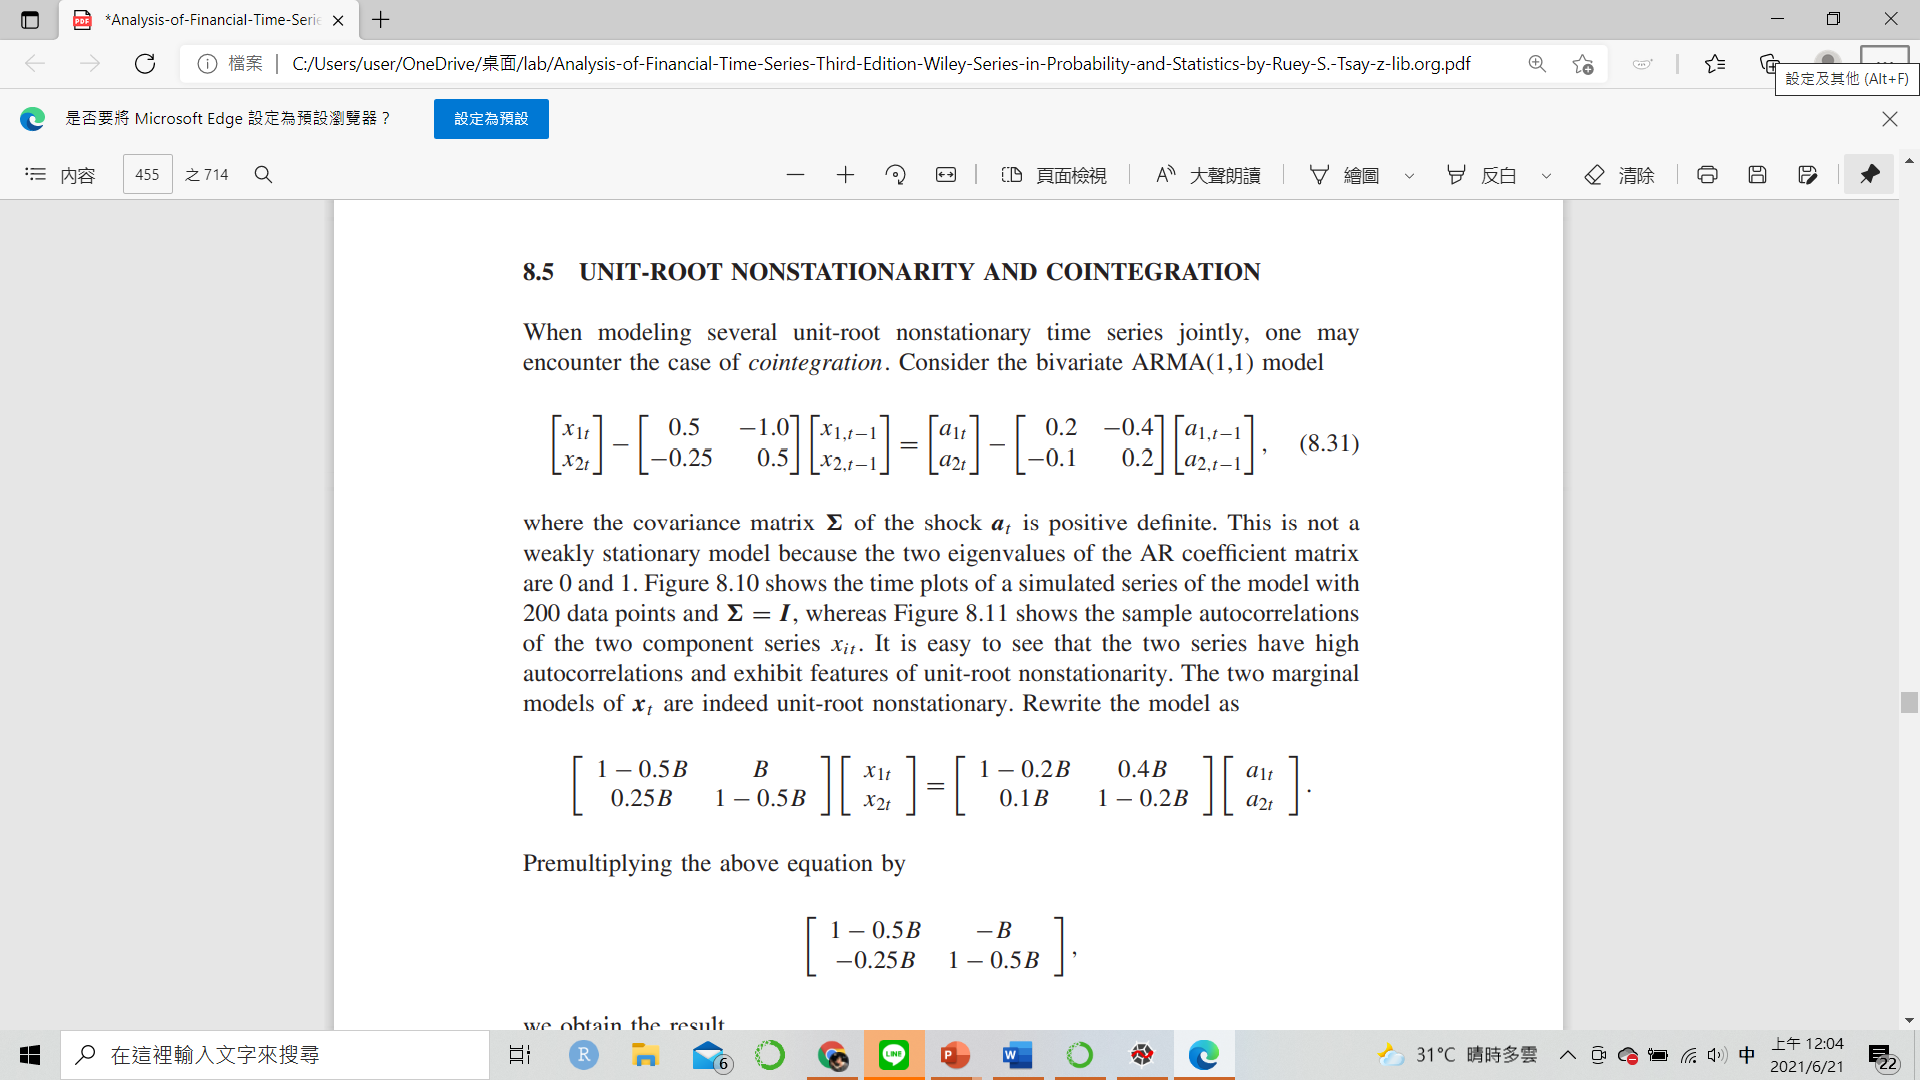 *Analysis-of-Financial-Time-Serie
檔案
C:/Users/user/OneDrive/桌面/lab/Analysis-of-Financial-Time-Series-Third-Edition-Wiley-Series-in-Probability-and-Statistics-by-Ruey-S.-Tsay-z-lib.org.pdf
設定及其他 (Alt+F)
是否要將 Microsoft Edge 設定為預設瀏覽器？
設定為預設
內容 455 之 714
頁面檢視 大聲朗讀 繪圖 反白 清除
8.5 UNIT-ROOT NONSTATIONARITY AND COINTEGRATION
When modeling several unit-root nonstationary time series jointly, one may
encounter the case of cointegration. Consider the bivariate ARMA(1,1) model
[x1t x2t] − [0.5 −1.0 −0.25 0.5] [x1,t−1 x2,t−1] = [a1t a2t] − [0.2 −0.4 −0.1 0.2] [a1,t−1 a2,t−1], (8.31)
where the covariance matrix Σ of the shock at is positive definite. This is not a
weakly stationary model because the two eigenvalues of the AR coefficient matrix
are 0 and 1. Figure 8.10 shows the time plots of a simulated series of the model with
200 data points and Σ = I, whereas Figure 8.11 shows the sample autocorrelations
of the two component series xit. It is easy to see that the two series have high
autocorrelations and exhibit features of unit-root nonstationarity. The two marginal
models of xt are indeed unit-root nonstationary. Rewrite the model as
[1 − 0.5B B 0.25B 1 − 0.5B] [x1t x2t] = [1 − 0.2B 0.4B 0.1B 1 − 0.2B] [a1t a2t].
Premultiplying the above equation by
[1 − 0.5B −B −0.25B 1 − 0.5B],
we obtain the result
在這裡輸入文字來搜尋
R
6
LINE
P
W
31°C 晴時多雲
中
上午 12:04
2021/6/21
22